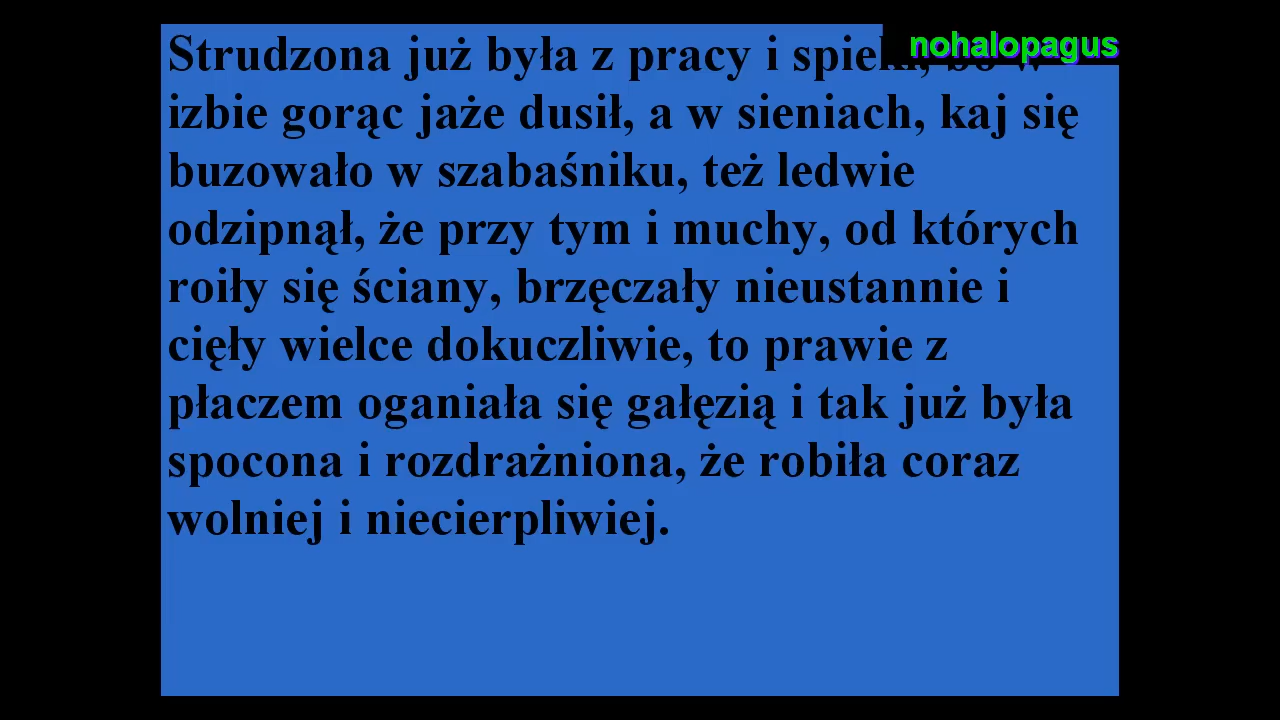 Strudzona już była z pracy i spieki, bo w
nohalopagus
izbie gorąc jaże dusił, a w sieniach, kaj się
buzowało w szabaśniku, też ledwie
odzipnął, że przy tym i muchy, od których
roiły się ściany, brzęczały nieustannie i
cięły wielce dokuczliwie, to prawie z
płaczem oganiała się gałęzią i tak już była
spocona i rozdrażniona, że robiła coraz
wolniej i niecierpliwiej.